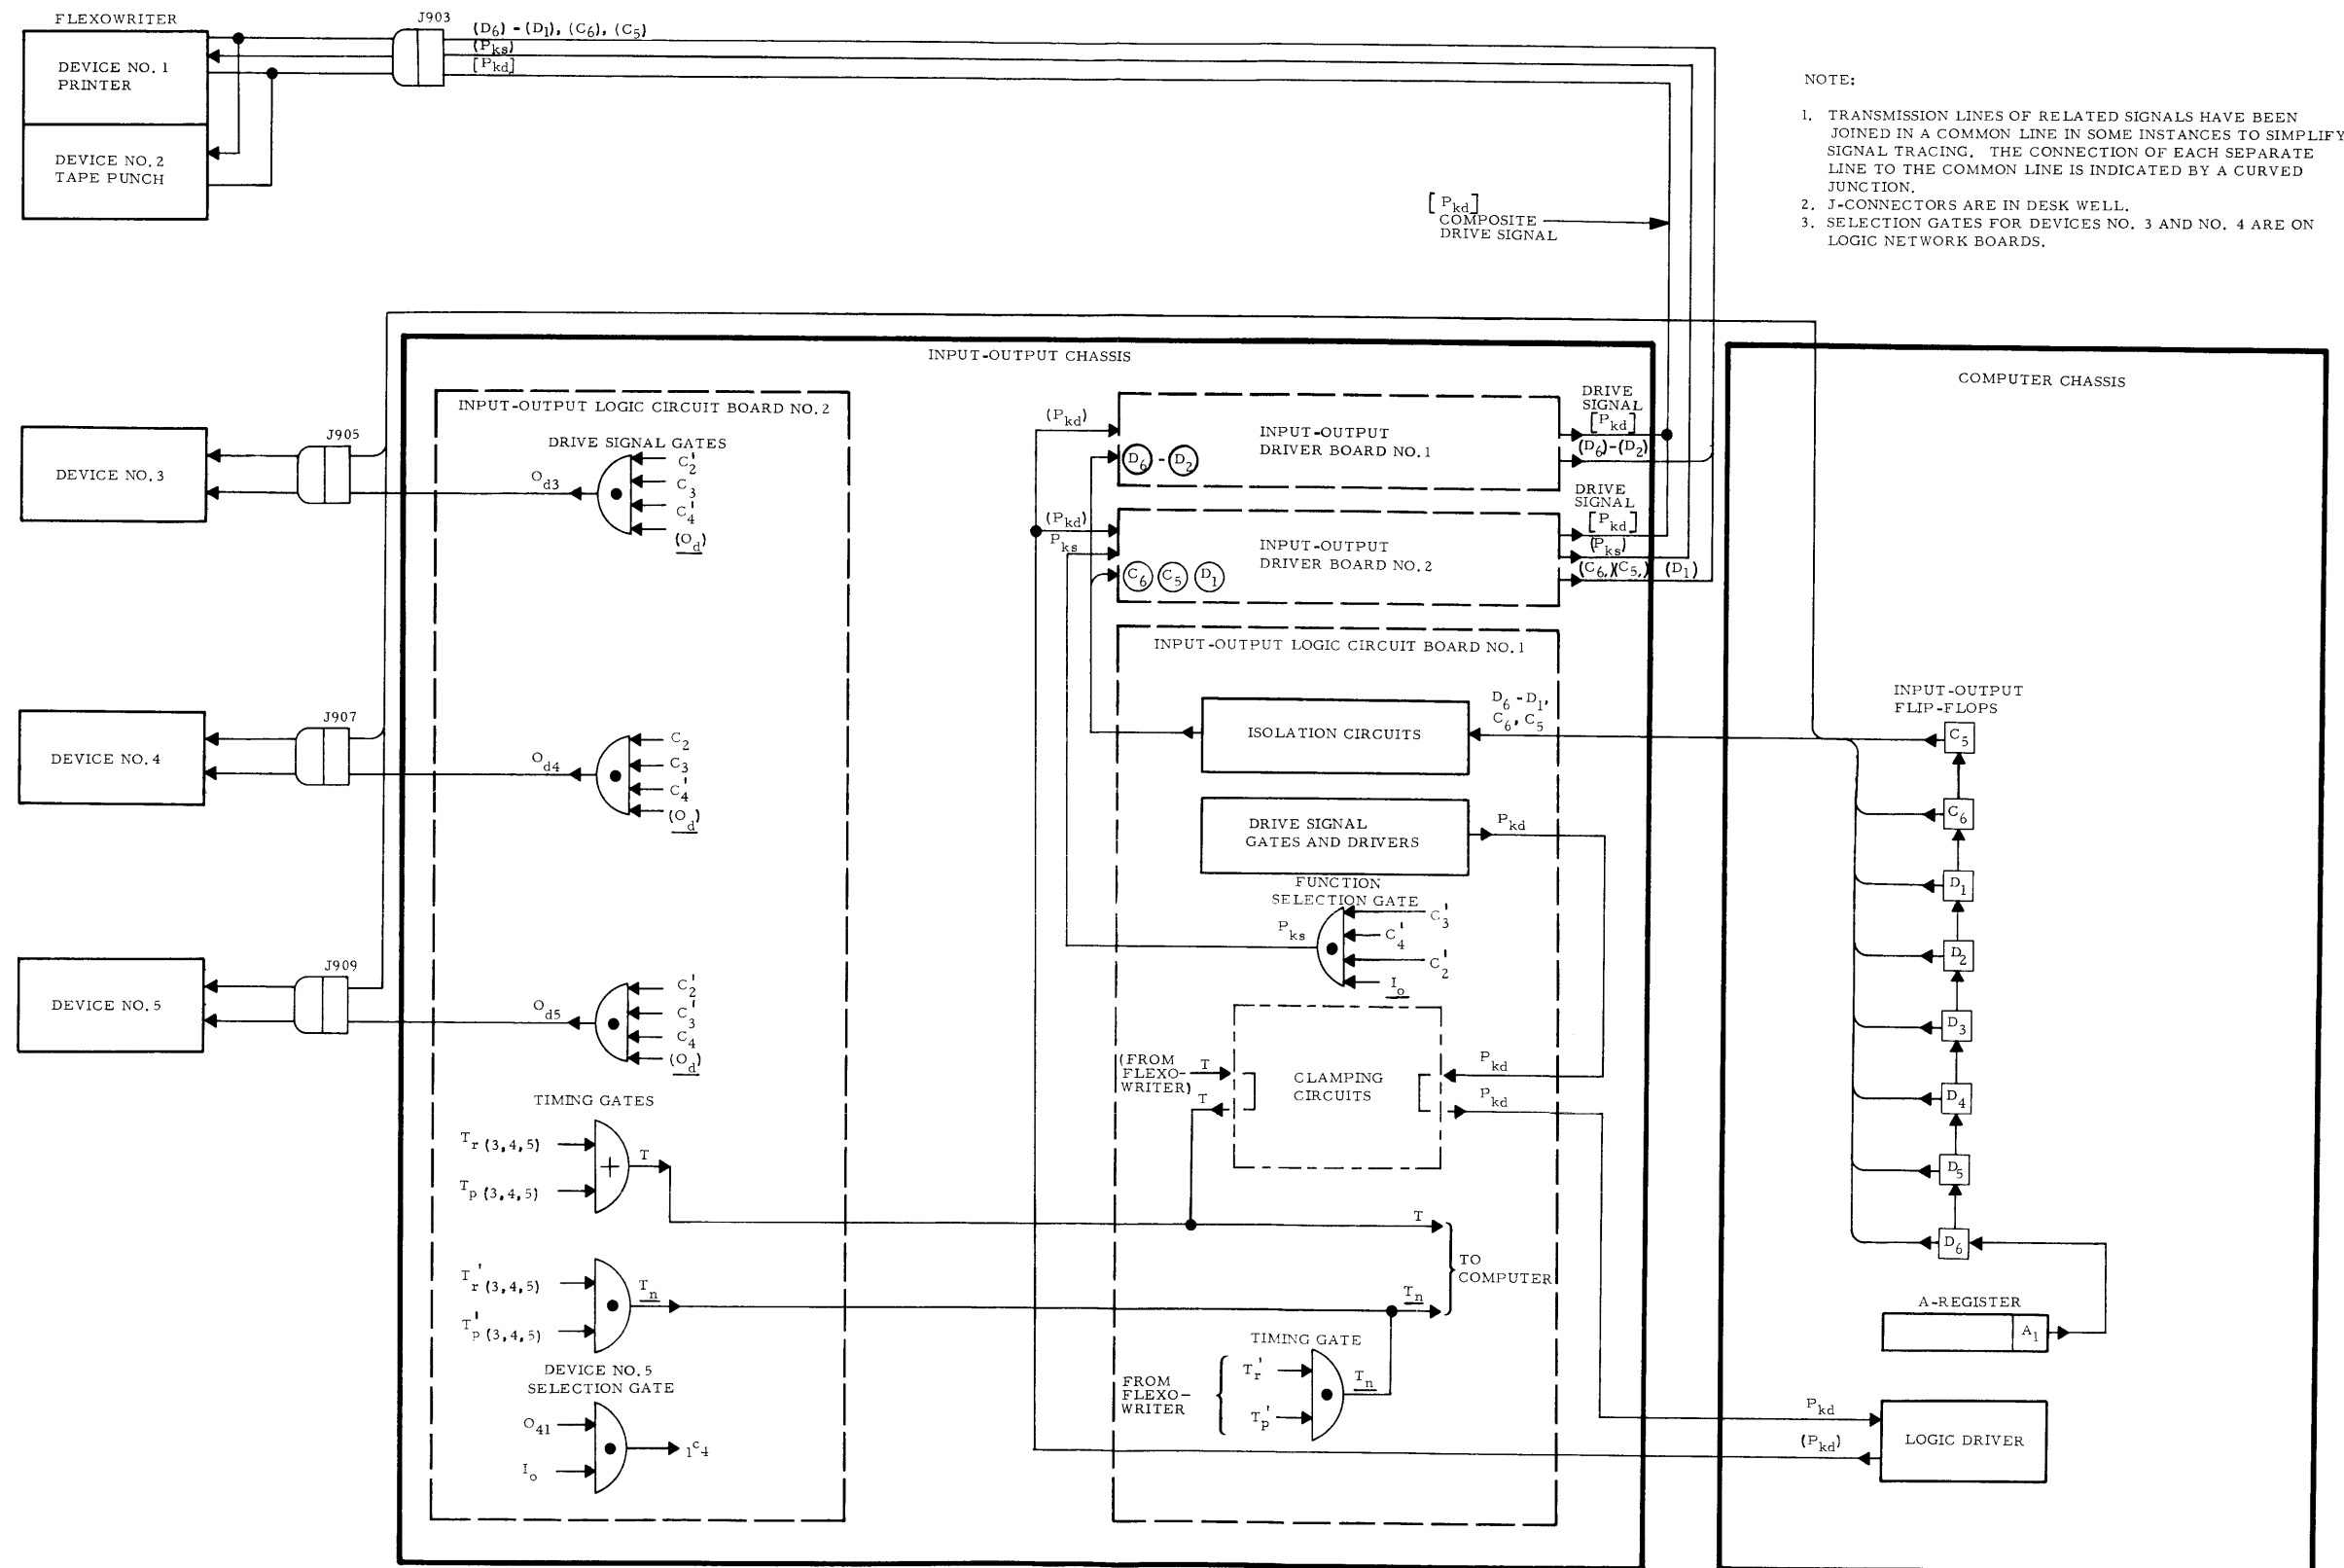 FLEXOWRITER
DEVICE NO. 1
PRINTER
DEVICE NO. 2
TAPE PUNCH
J903
(D6) - (D1), (C6), (C5)
(Pks)
[Pkd]
NOTE:
1. TRANSMISSION LINES OF RELATED SIGNALS HAVE BEEN
JOINED IN A COMMON LINE IN SOME INSTANCES TO SIMPLIFY
SIGNAL TRACING. THE CONNECTION OF EACH SEPARATE
LINE TO THE COMMON LINE IS INDICATED BY A CURVED
JUNCTION.
2. J-CONNECTORS ARE IN DESK WELL.
3. SELECTION GATES FOR DEVICES NO. 3 AND NO. 4 ARE ON
LOGIC NETWORK BOARDS.
[Pkd]
COMPOSITE
DRIVE SIGNAL
DEVICE NO. 3
J905
DEVICE NO. 4
J907
DEVICE NO. 5
J909
INPUT-OUTPUT CHASSIS
INPUT-OUTPUT LOGIC CIRCUIT BOARD NO. 2
DRIVE SIGNAL GATES
Od3
C2'
C3
C4'
(Od)
Od4
C2
C3
C4'
(Od)
Od5
C2'
C3'
C4
(Od)
TIMING GATES
Tr (3, 4, 5)
Tp (3, 4, 5)
+
T
Tr' (3, 4, 5)
Tp' (3, 4, 5)
Tn
DEVICE NO. 5
SELECTION GATE
O41
Io
1c4
(Pkd)
D6 - D2
INPUT-OUTPUT
DRIVER BOARD NO. 1
DRIVE
SIGNAL
[Pkd]
(D6)-(D2)
(Pkd)
Pks
C6 C5 D1
INPUT-OUTPUT
DRIVER BOARD NO. 2
DRIVE
SIGNAL
[Pkd]
(Pks)
(C6,)(C5,) (D1)
INPUT-OUTPUT LOGIC CIRCUIT BOARD NO. 1
ISOLATION CIRCUITS
D6 - D1,
C6, C5
DRIVE SIGNAL
GATES AND DRIVERS
Pkd
FUNCTION
SELECTION GATE
Pks
C3'
C4'
C2'
Io
(FROM
FLEXO-
WRITER)
T
T
CLAMPING
CIRCUITS
Pkd
Pkd
T
Tn
TO
COMPUTER
TIMING GATE
FROM
FLEXO-
WRITER
Tr'
Tp'
Tn
COMPUTER CHASSIS
INPUT-OUTPUT
FLIP-FLOPS
C5
C6
D1
D2
D3
D4
D5
D6
A-REGISTER
A1
Pkd
(Pkd)
LOGIC DRIVER